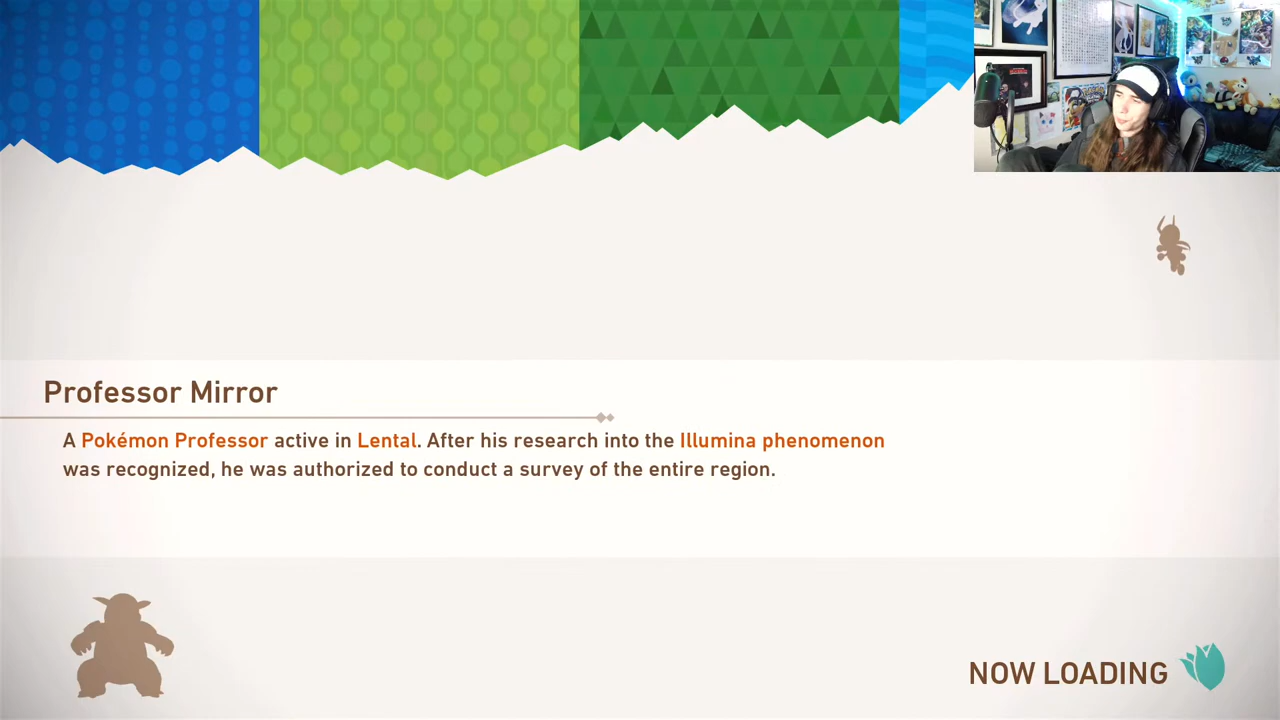 Professor Mirror
A Pokémon Professor active in Lental. After his research into the Illumina phenomenon
was recognized, he was authorized to conduct a survey of the entire region.
NOW LOADING